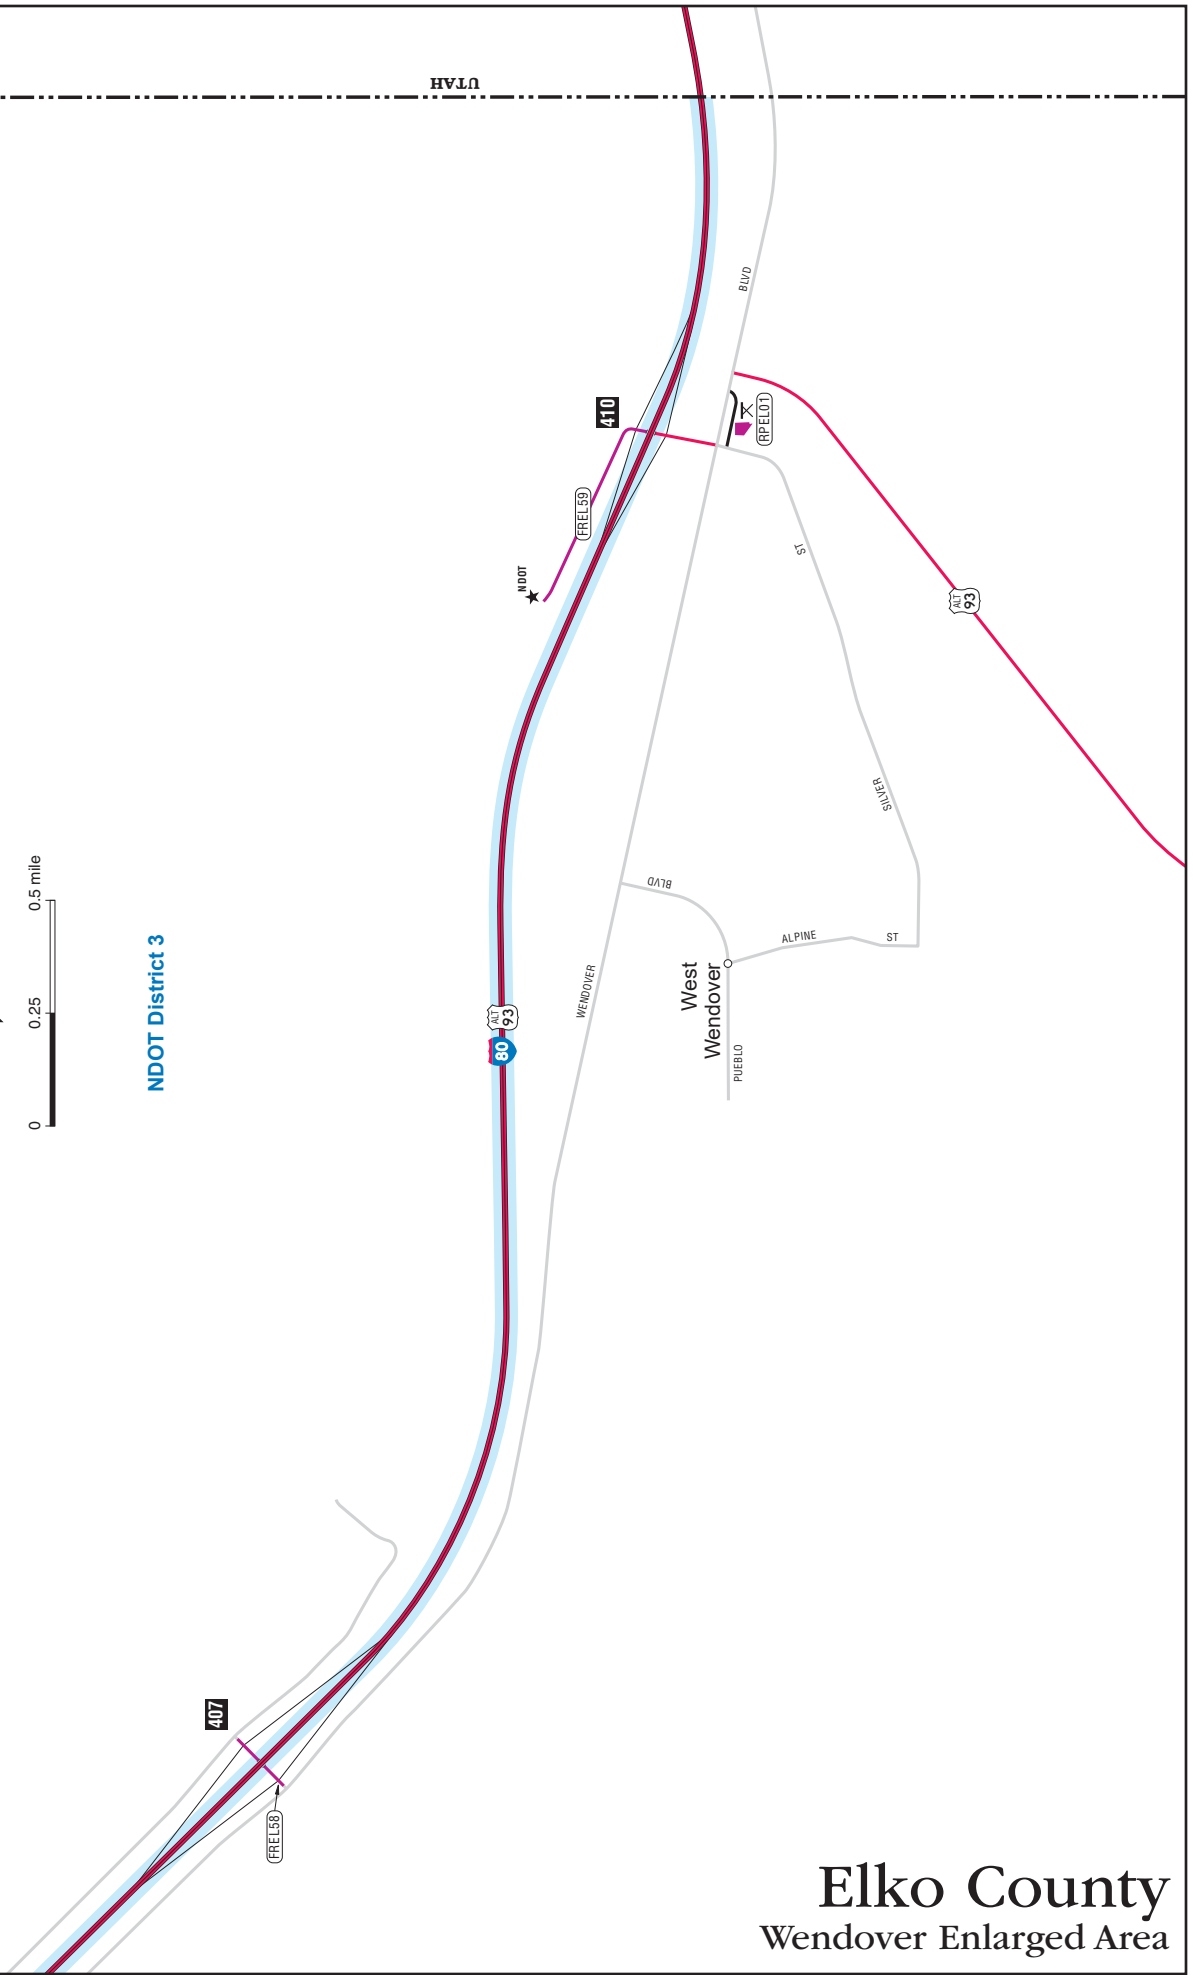 UTAH
BLVD
410
RPEL01
FREL59
ST
NDOT
ALT
93
SILVER
0 0.25 0.5 mile
NDOT District 3
BLVD
ALPINE
ST
WENDOVER
West
Wendover
PUEBLO
ALT
93
80
407
FREL58
Elko County
Wendover Enlarged Area